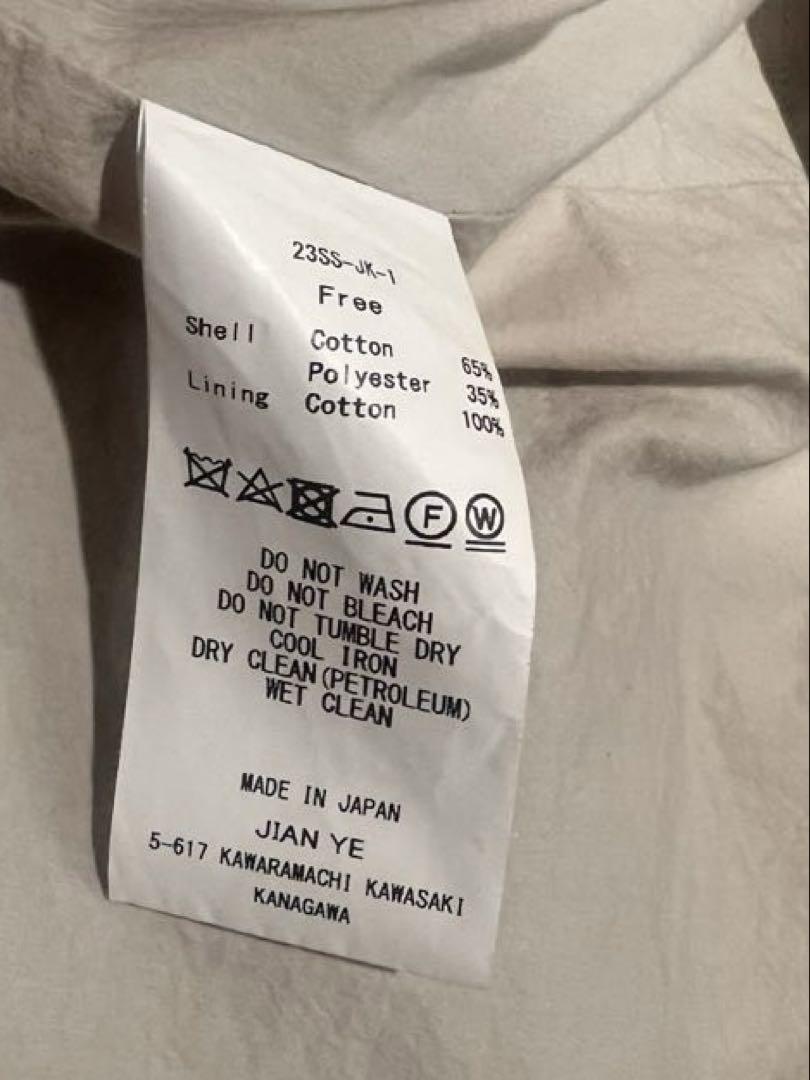 23SS-JK-1
Free
Shell Cotton 65%
Polyester 35%
Lining Cotton 100%
F W
DO NOT WASH
DO NOT BLEACH
DO NOT TUMBLE DRY
COOL IRON
DRY CLEAN(PETROLEUM)
WET CLEAN
MADE IN JAPAN
JIAN YE
5-617 KAWARAMACHI KAWASAKI
KANAGAWA